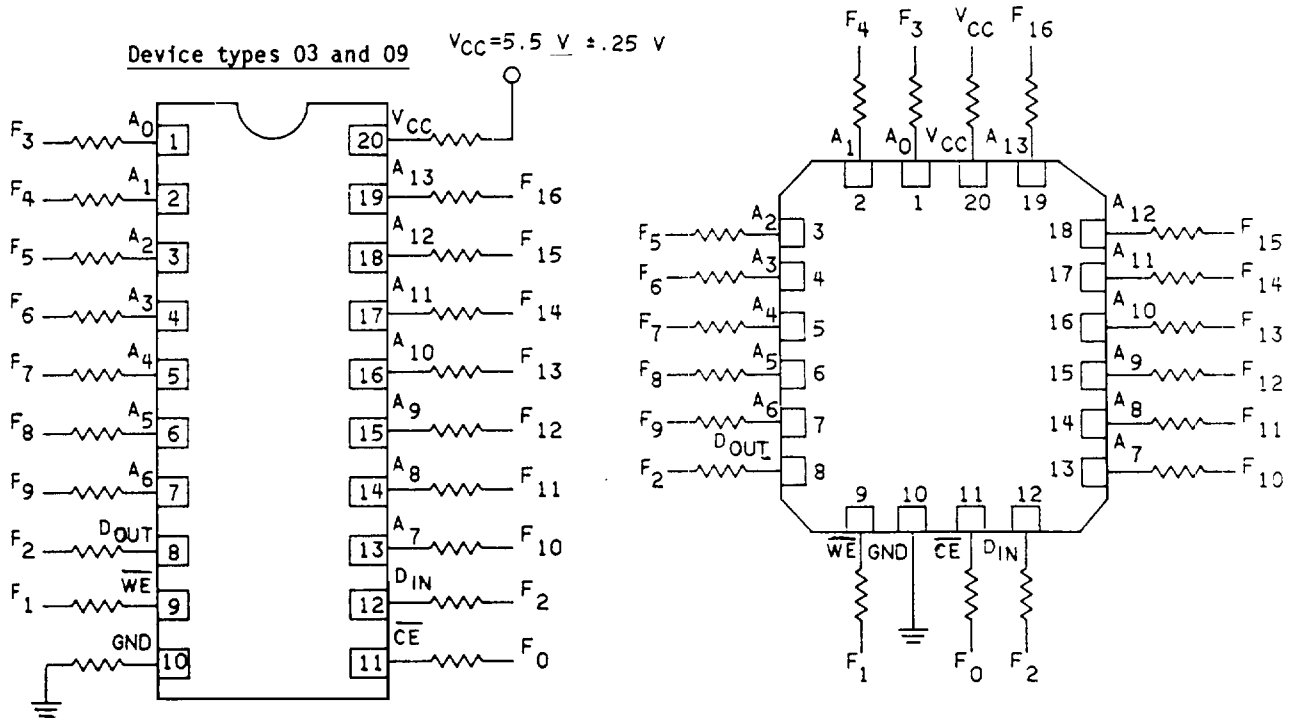 Device types 03 and 09
VCC=5.5 V ±.25 V
F3 A0 1 20 VCC
F4 A1 2 19 A13 F16
F5 A2 3 18 A12 F15
F6 A3 4 17 A11 F14
F7 A4 5 16 A10 F13
F8 A5 6 15 A9 F12
F9 A6 7 14 A8 F11
F2 DOUT 8 13 A7 F10
F1 WE 9 12 DIN F2
GND 10 11 CE F0
F4 F3 VCC F16
A1 A0 VCC A13
2 1 20 19
F5 A2 3 18 A12 F15
F6 A3 4 17 A11 F14
F7 A4 5 16 A10 F13
F8 A5 6 15 A9 F12
F9 A6 7 14 A8 F11
F2 DOUT 8 13 A7 F10
9 10 11 12
WE GND CE DIN
F1 F0 F2